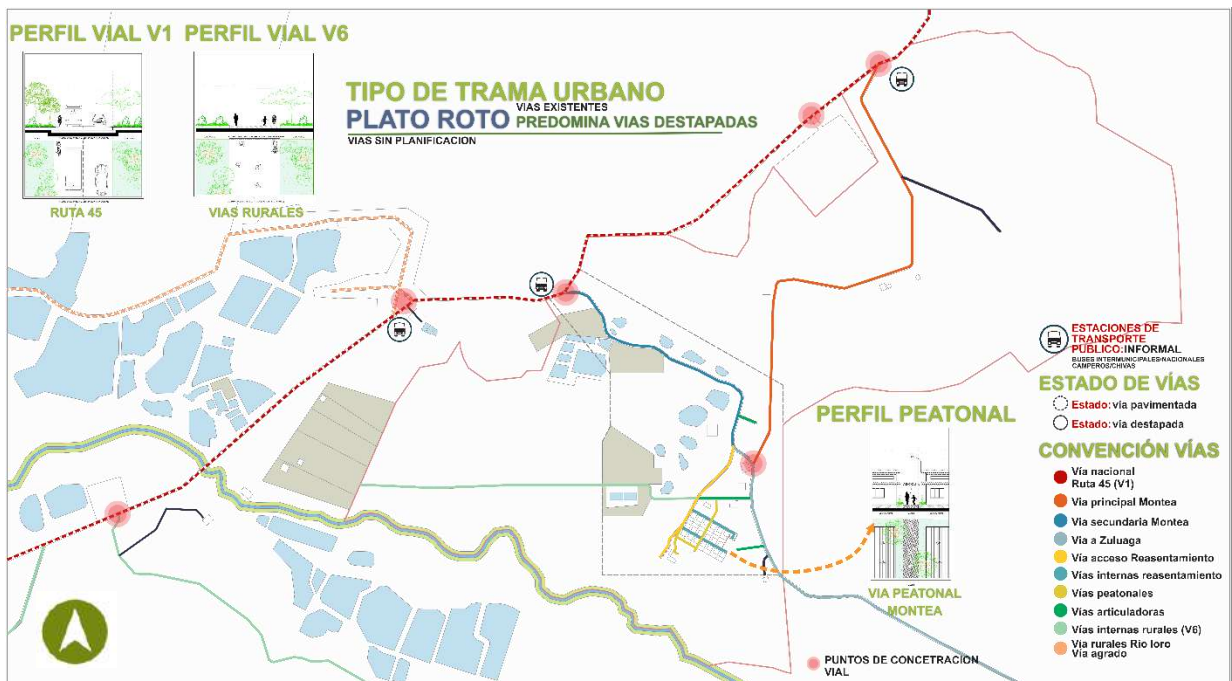 PERFIL VIAL V1
PERFIL VIAL V6
RUTA 45
VIAS RURALES
TIPO DE TRAMA URBANO
PLATO ROTO
VIAS EXISTENTES
PREDOMINA VIAS DESTAPADAS
VIAS SIN PLANIFICACION
ESTACIONES DE
TRANSPORTE
PÚBLICO:INFORMAL
BUSES INTERMUNICIPALES/NACIONALES
CAMPEROS/CHIVAS
ESTADO DE VÍAS
Estado: vía pavimentada
Estado: vía destapada
CONVENCIÓN VÍAS
Vía nacional
Ruta 45 (V1)
Vía principal Montea
Vía secundaria Montea
Vía a Zuluaga
Vía acceso Reasentamiento
Vías internas reasentamiento
Vías peatonales
Vías articuladoras
Vías internas rurales (V6)
Vía rurales Rio loro
Vía agrado
PERFIL PEATONAL
VIA PEATONAL
MONTEA
PUNTOS DE CONCETRACION
VIAL